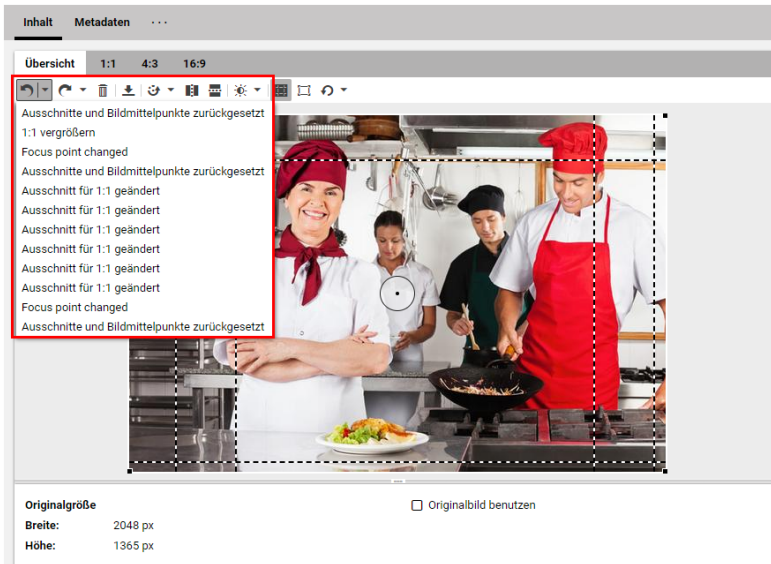 Inhalt Metadaten ···
Übersicht 1:1 4:3 16:9
Ausschnitte und Bildmittelpunkte zurückgesetzt
1:1 vergrößern
Focus point changed
Ausschnitte und Bildmittelpunkte zurückgesetzt
Ausschnitt für 1:1 geändert
Ausschnitt für 1:1 geändert
Ausschnitt für 1:1 geändert
Ausschnitt für 1:1 geändert
Ausschnitt für 1:1 geändert
Ausschnitt für 1:1 geändert
Focus point changed
Ausschnitte und Bildmittelpunkte zurückgesetzt
Originalgröße
Originalbild benutzen
Breite: 2048 px
Höhe: 1365 px